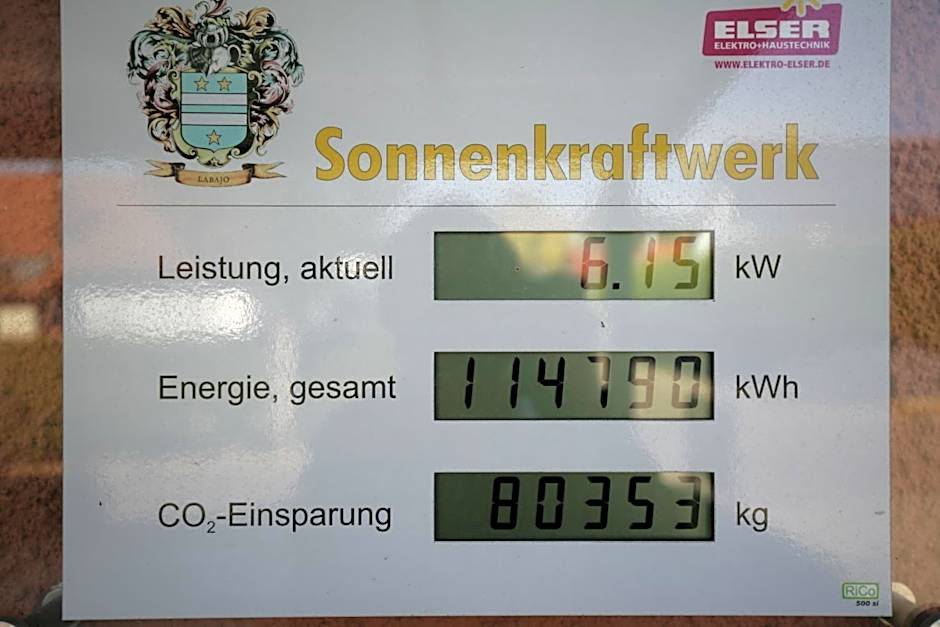 ELSER
ELEKTRO+HAUSTECHNIK
WWW.ELEKTRO-ELSER.DE
LABAJO
Sonnenkraftwerk
Leistung, aktuell 6.15 kW
Energie, gesamt 114790 kWh
CO₂-Einsparung 80353 kg
RiCo
500 si